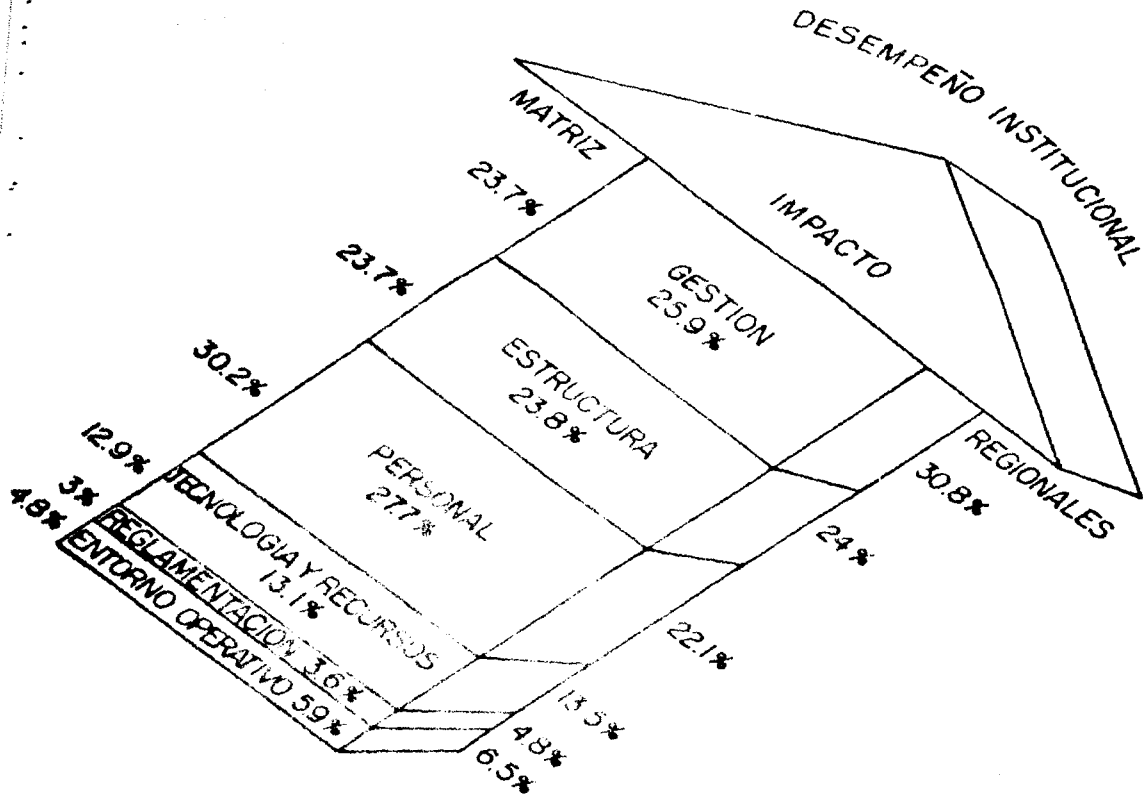 DESEMPEÑO INSTITUCIONAL
MATRIZ
IMPACTO
REGIONALES
23.7%
GESTION
25.9%
30.8%
23.7%
ESTRUCTURA
23.8%
24%
30.2%
PERSONAL
27.7%
22.1%
12.9%
TECNOLOGIA Y RECURSOS
13.1%
13.5%
3%
REGLAMENTACION 3.6%
4.8%
4.8%
ENTORNO OPERATIVO 5.9%
6.5%